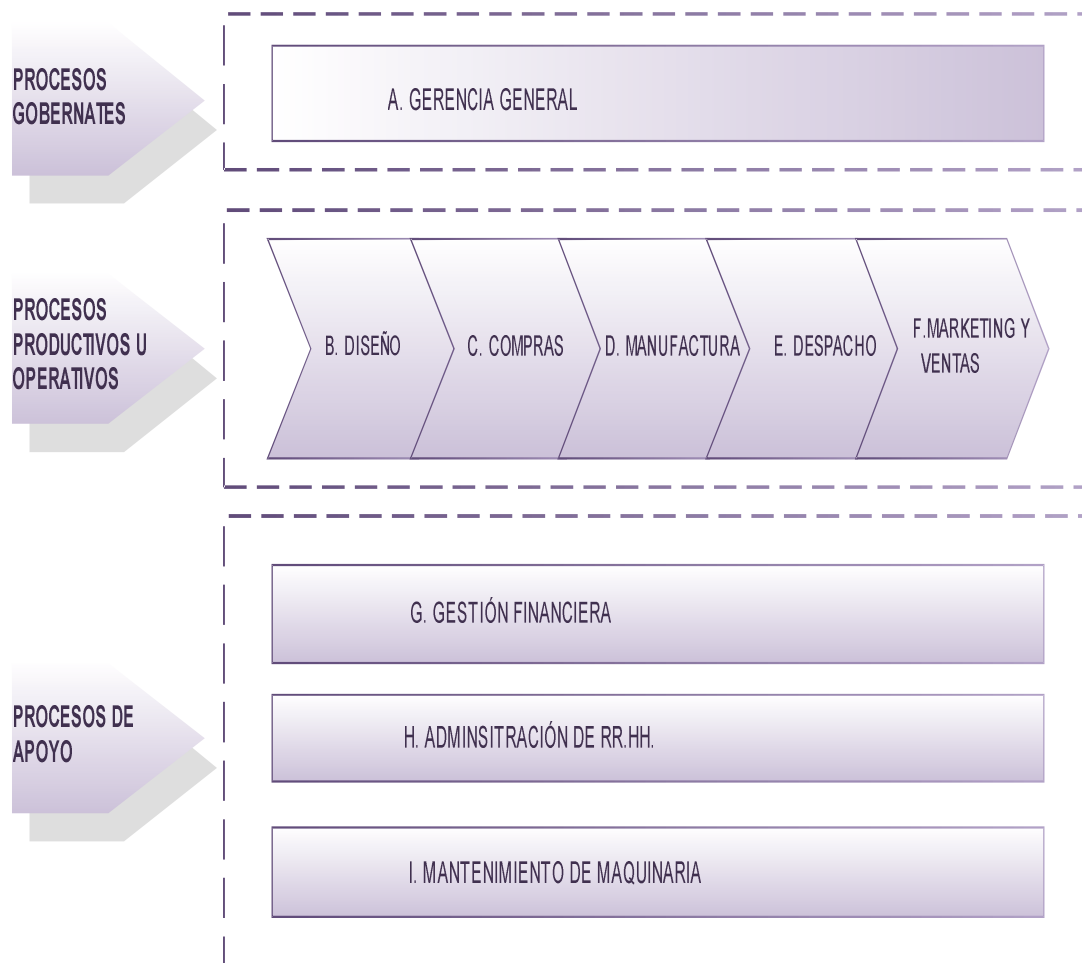 PROCESOS
GOBERNATES
A. GERENCIA GENERAL
PROCESOS
PRODUCTIVOS U
OPERATIVOS
B. DISEÑO
C. COMPRAS
D. MANUFACTURA
E. DESPACHO
F.MARKETING Y
VENTAS
PROCESOS DE
APOYO
G. GESTIÓN FINANCIERA
H. ADMINSITRACIÓN DE RR.HH.
I. MANTENIMIENTO DE MAQUINARIA